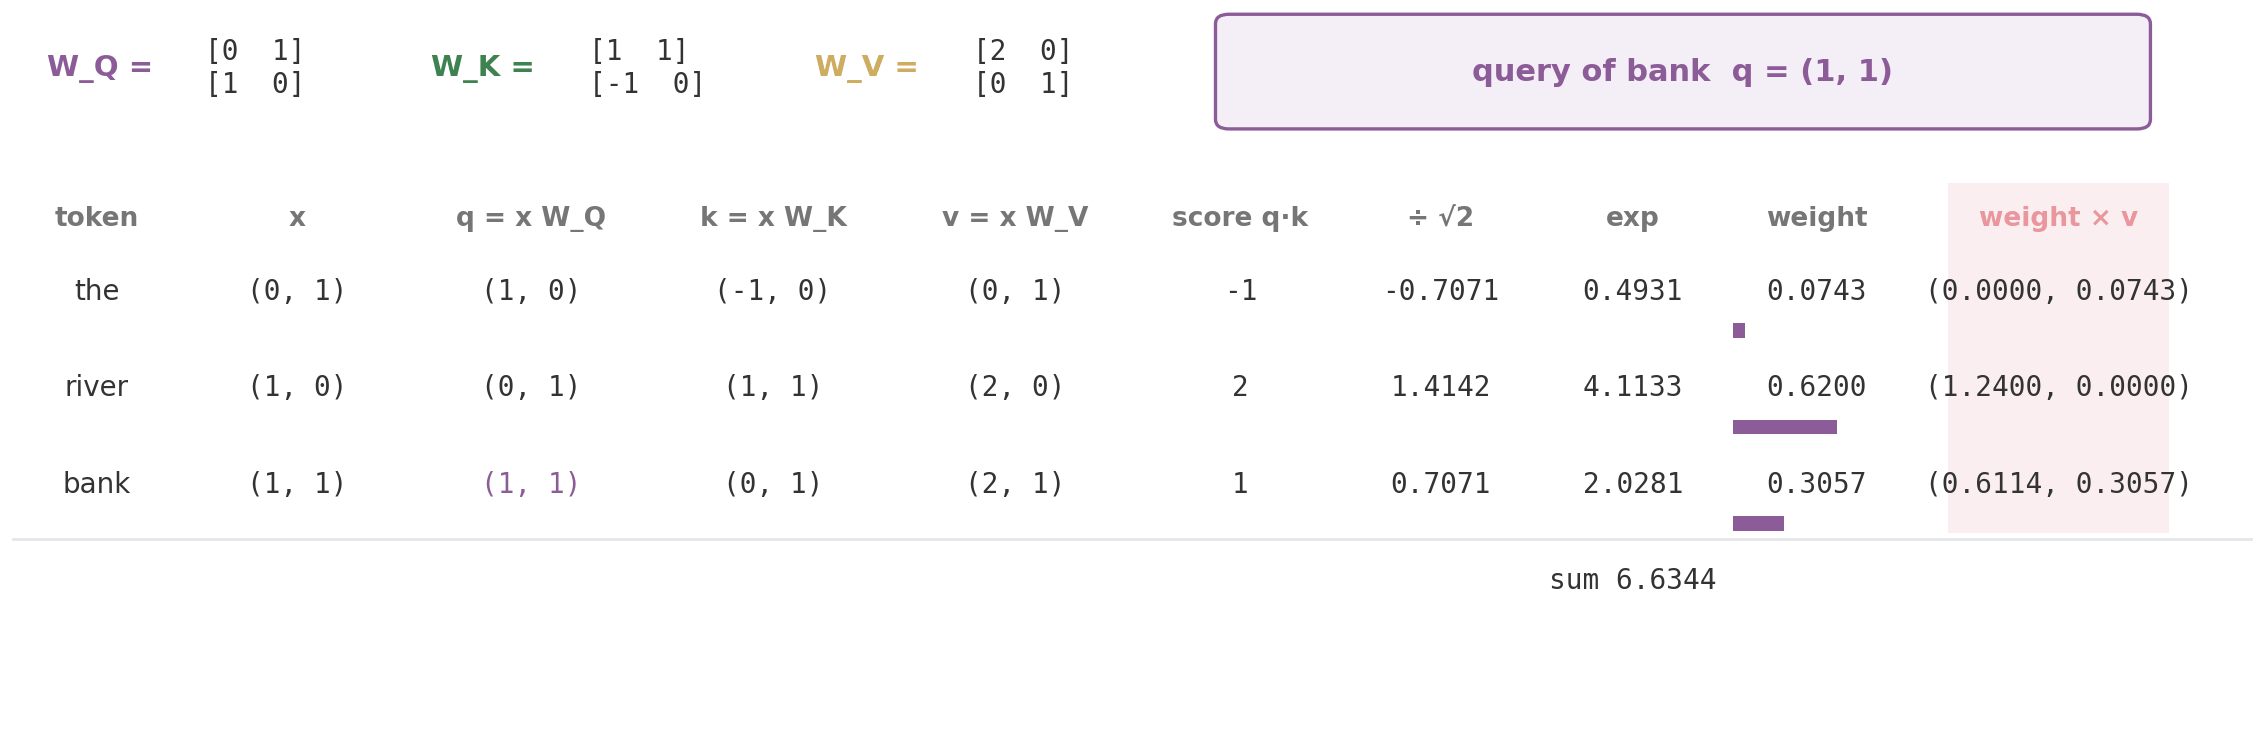 W_Q = [0  1]
[1  0]
W_K = [1  1]
[-1  0]
W_V = [2  0]
[0  1]
query of bank  q = (1, 1)
token x q = x W_Q k = x W_K v = x W_V score q·k ÷ √2 exp weight weight × v
the (0, 1) (1, 0) (-1, 0) (0, 1) -1 -0.7071 0.4931 0.0743 (0.0000, 0.0743)
river (1, 0) (0, 1) (1, 1) (2, 0) 2 1.4142 4.1133 0.6200 (1.2400, 0.0000)
bank (1, 1) (1, 1) (0, 1) (2, 1) 1 0.7071 2.0281 0.3057 (0.6114, 0.3057)
sum 6.6344